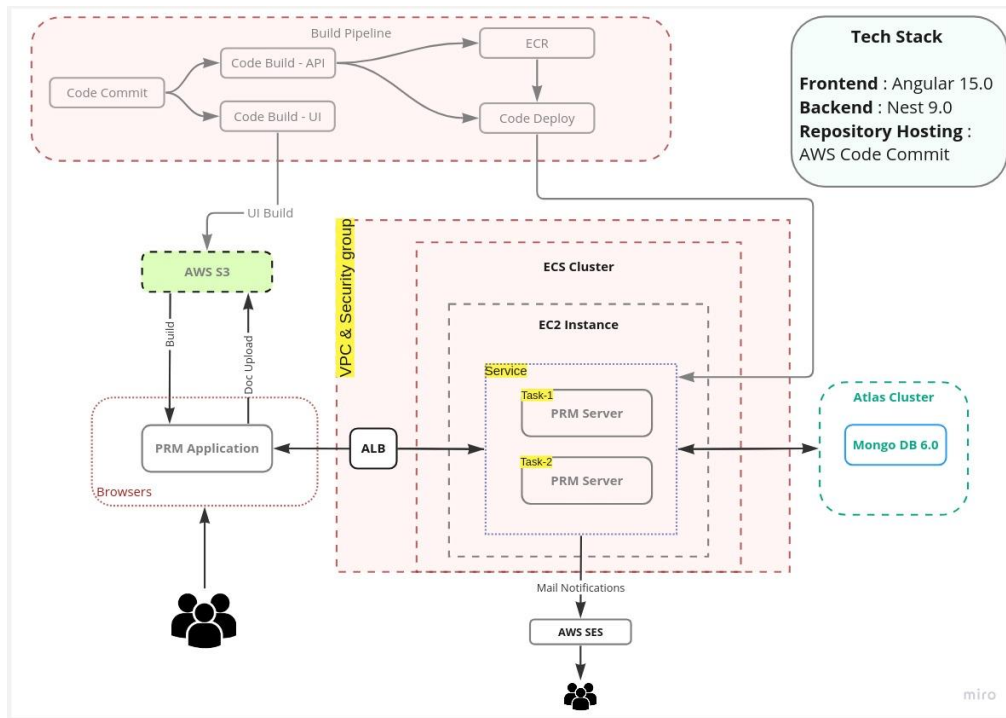 Build Pipeline
Code Commit
Code Build - API
Code Build - UI
ECR
Code Deploy
Tech Stack
Frontend : Angular 15.0
Backend : Nest 9.0
Repository Hosting :
AWS Code Commit
UI Build
AWS S3
Build
Doc Upload
PRM Application
Browsers
VPC & Security group
ALB
ECS Cluster
EC2 Instance
Service
Task-1
PRM Server
Task-2
PRM Server
Atlas Cluster
Mongo DB 6.0
Mail Notifications
AWS SES
miro